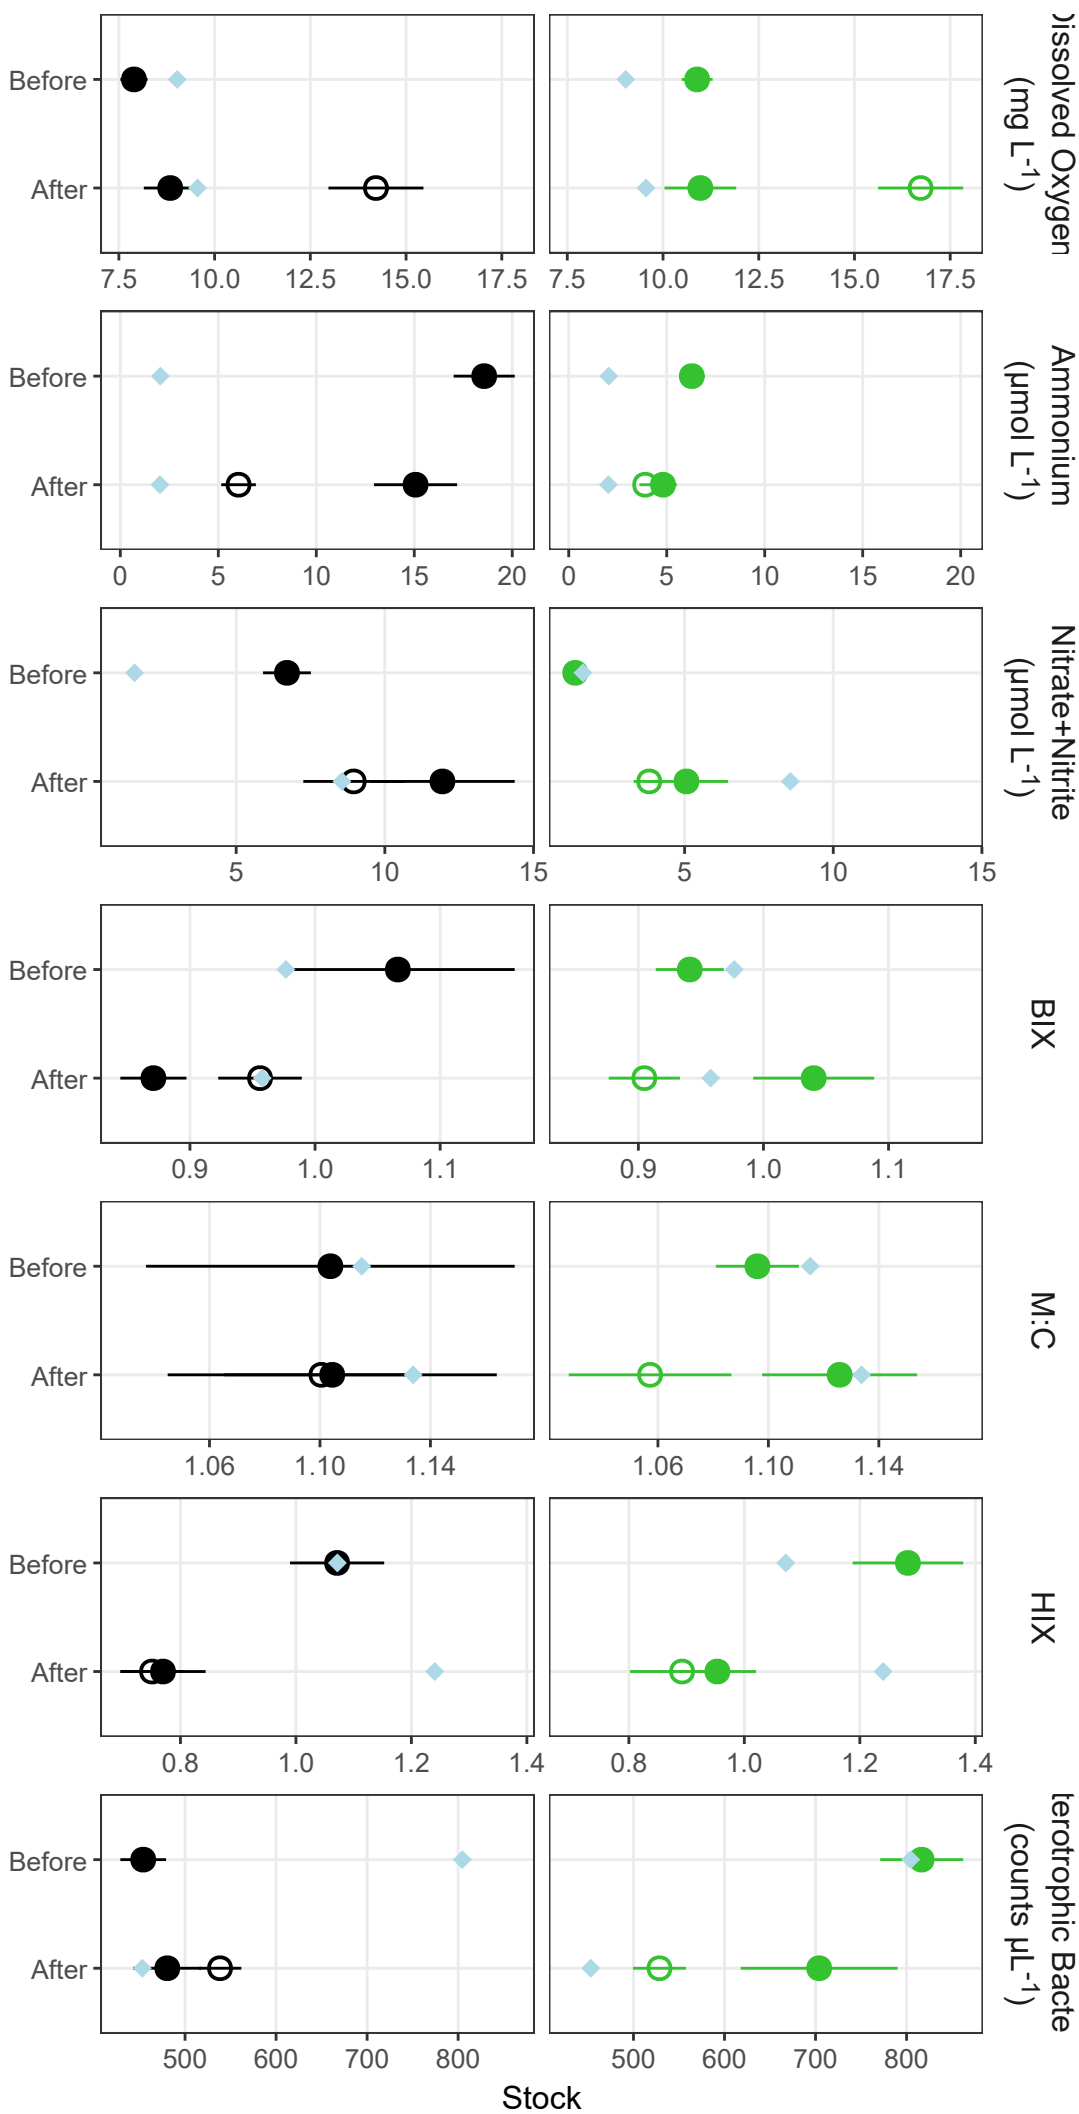 Before
After
7.5 10.0 12.5 15.0 17.5
7.5 10.0 12.5 15.0 17.5
Dissolved Oxygen
(mg L-1)
Before
After
0 5 10 15 20
0 5 10 15 20
Ammonium
(µmol L-1)
Before
After
5 10 15
5 10 15
Nitrate+Nitrite
(µmol L-1)
Before
After
0.9 1.0 1.1
0.9 1.0 1.1
BIX
Before
After
1.06 1.10 1.14
1.06 1.10 1.14
M:C
Before
After
0.8 1.0 1.2 1.4
0.8 1.0 1.2 1.4
HIX
Before
After
500 600 700 800
500 600 700 800
terotrophic Bacte
(counts µL-1)
Stock